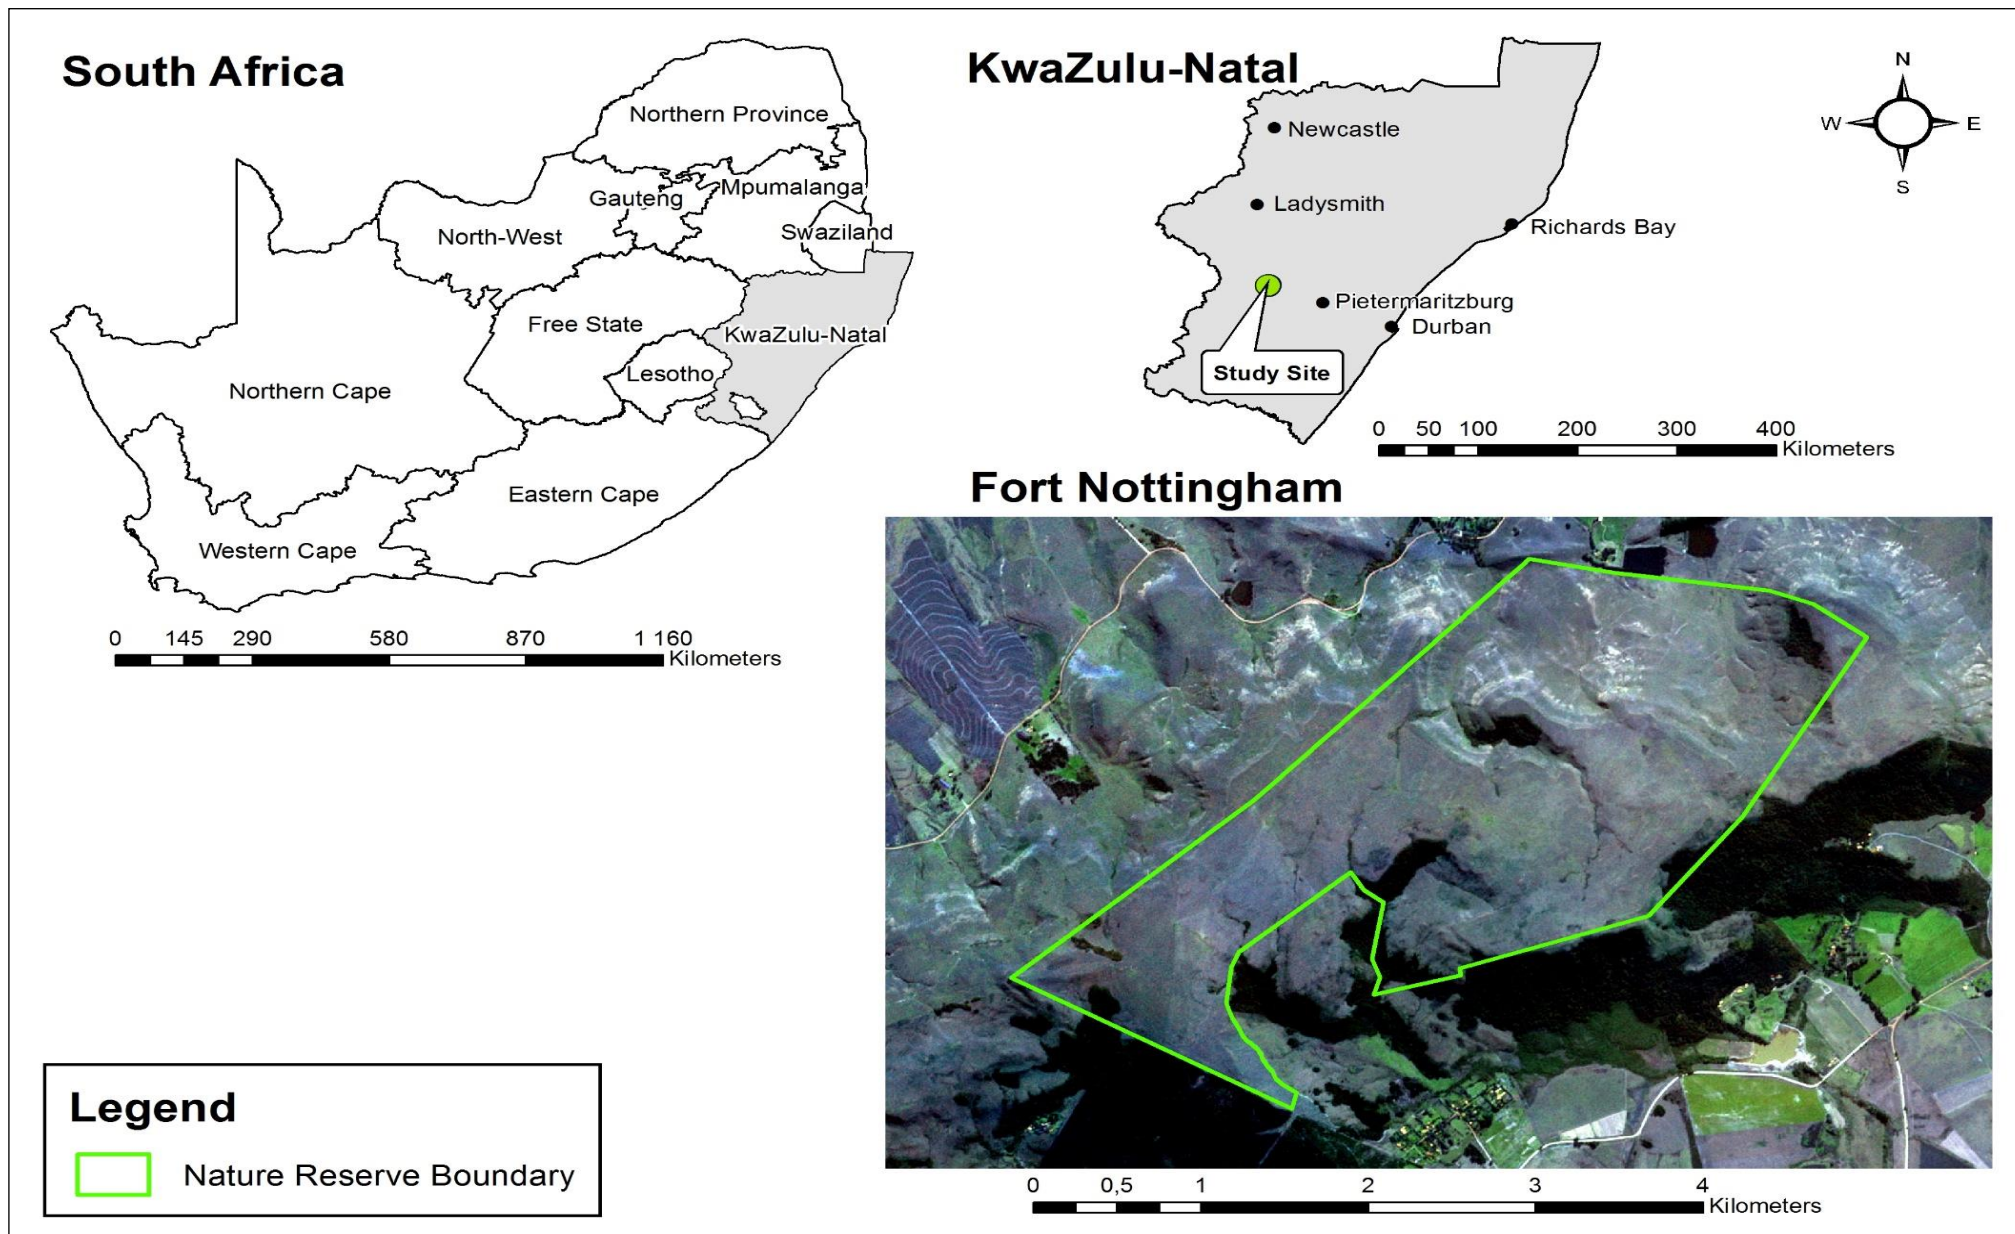 South Africa
Northern Province
Gauteng
Mpumalanga
North-West
Swaziland
Free State
KwaZulu-Natal
Lesotho
Northern Cape
Eastern Cape
Western Cape
0 145 290 580 870 1 160
Kilometers
KwaZulu-Natal
Newcastle
Ladysmith
Richards Bay
Pietermaritzburg
Durban
Study Site
0 50 100 200 300 400
Kilometers
N
W E
S
Fort Nottingham
0 0,5 1 2 3 4
Kilometers
Legend
Nature Reserve Boundary